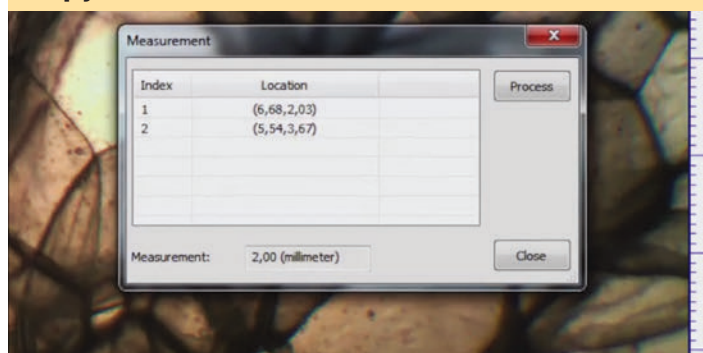 Measurement
Index Location
Process
1 (6,68,2,03)
2 (5,54,3,67)
Measurement: 2,00 (millimeter)
Close